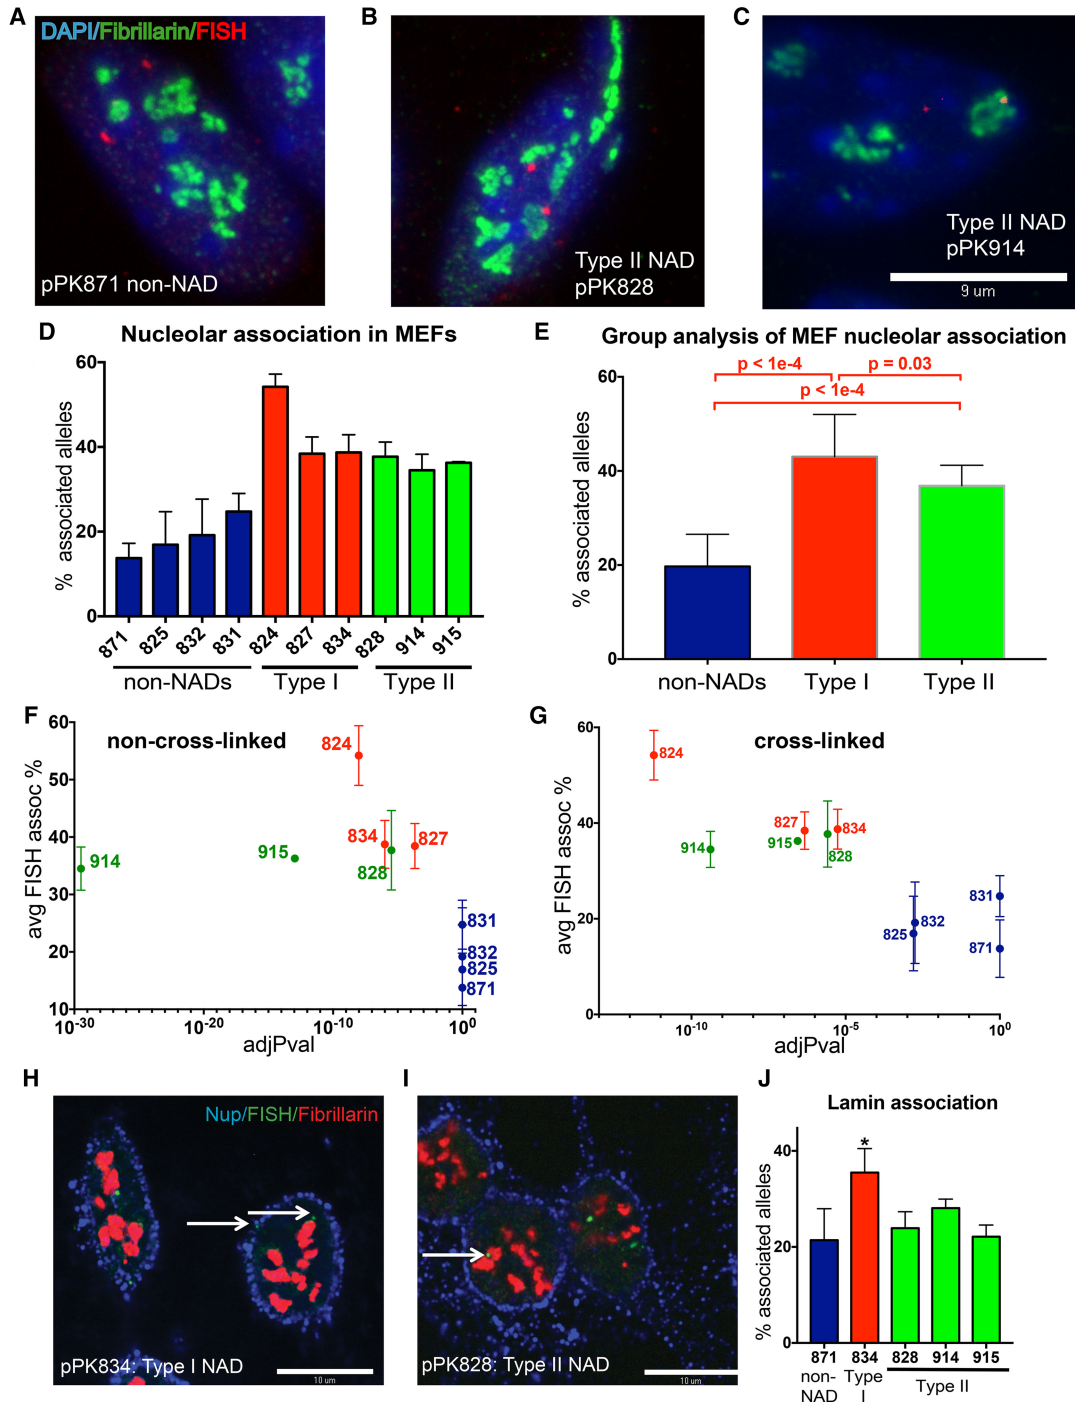 A
DAPI/Fibrillarin/FISH
pPK871 non-NAD
B
Type II NAD
pPK828
C
Type II NAD
pPK914
9 um
D
Nucleolar association in MEFs
% associated alleles
60
40
20
0
871 825 832 831 824 827 834 828 914 915
non-NADs Type I Type II
E
Group analysis of MEF nucleolar association
p < 1e-4 p = 0.03
p < 1e-4
% associated alleles
60
40
20
0
non-NADs Type I Type II
F
non-cross-linked
avg FISH assoc %
60
50
40
30
20
10
824
834
827
828
914
915
831
832
825
871
10-30 10-20 10-10 100
adjPval
G
cross-linked
avg FISH assoc %
60
40
20
0
824
827
834
914
915
828
831
832
825
871
10-10 10-5 100
adjPval
H
Nup/FISH/Fibrillarin
pPK834: Type I NAD
10 um
I
pPK828: Type II NAD
10 um
J
Lamin association
% associated alleles
40
20
0
*
871 834 828 914 915
non-NAD
Type I
Type II